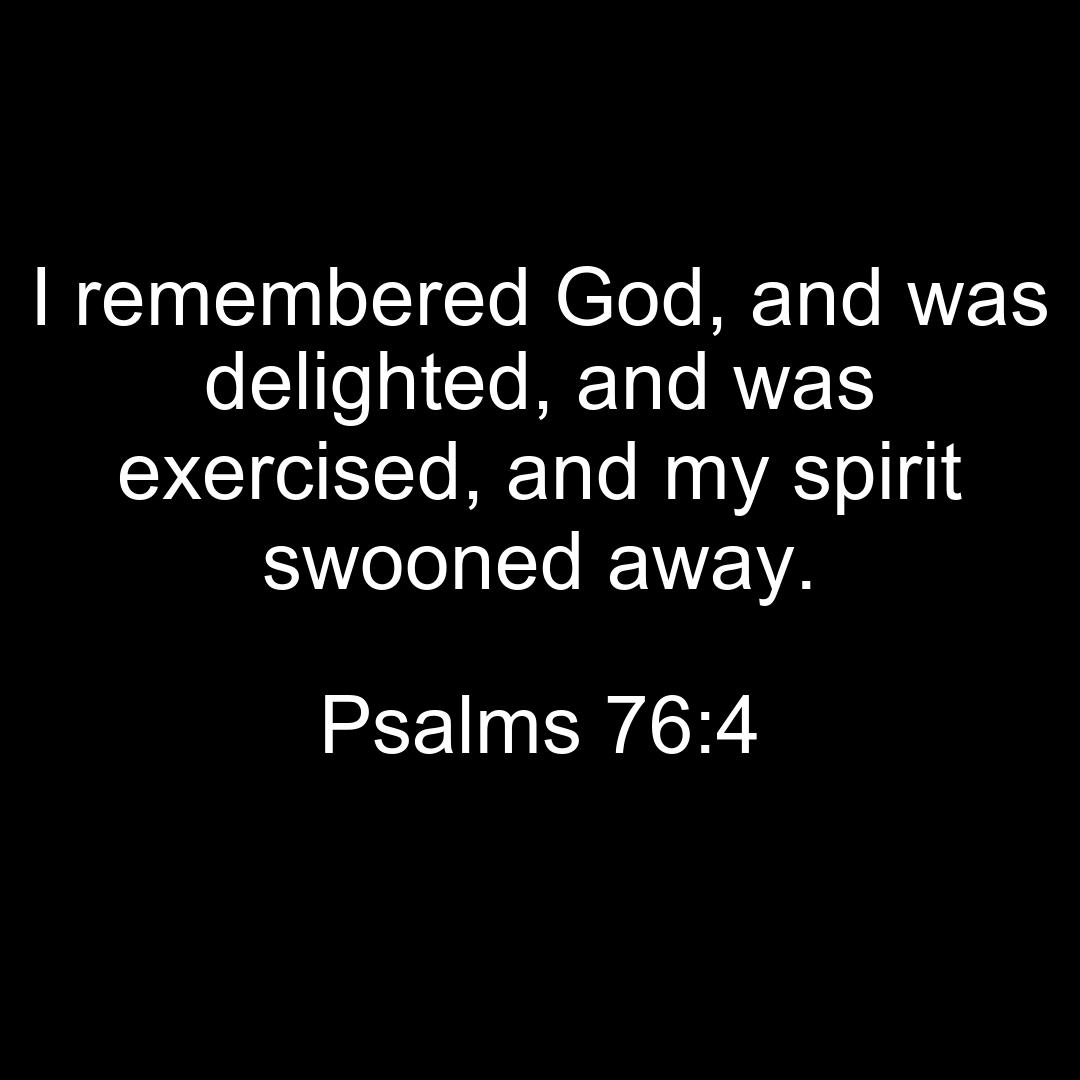 I remembered God, and was
delighted, and was
exercised, and my spirit
swooned away.
Psalms 76:4